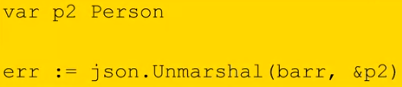 var p2 Person
err := json.Unmarshal(barr, &p2)